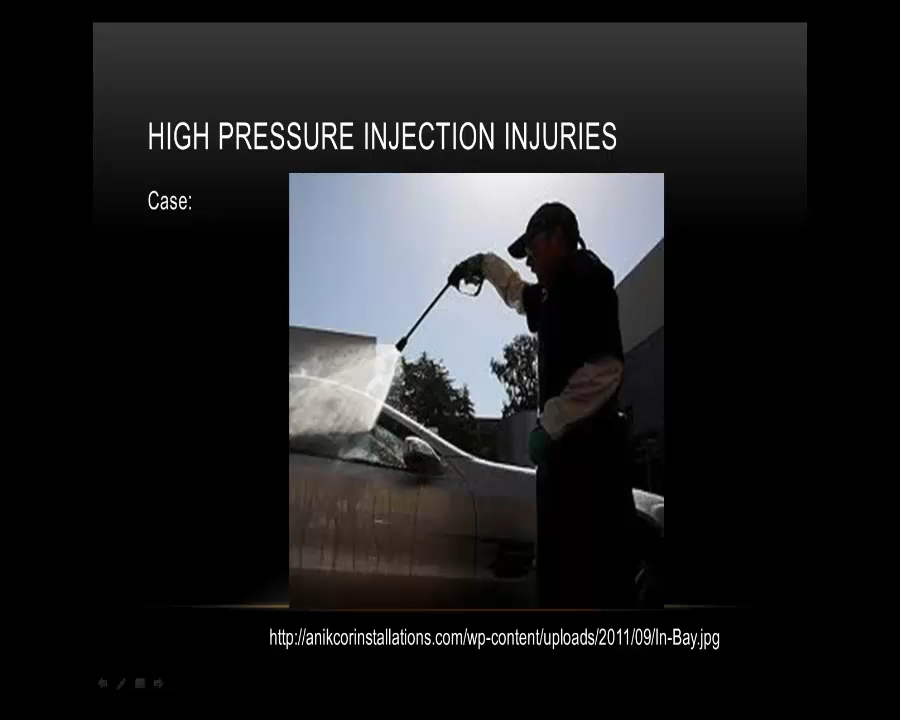 HIGH PRESSURE INJECTION INJURIES
Case:
http://anikcorinstallations.com/wp-content/uploads/2011/09/In-Bay.jpg